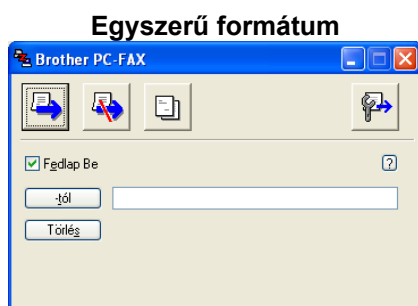 Egyszerű formátum
Brother PC-FAX
Fedlap Be
?
-tól
Törlés